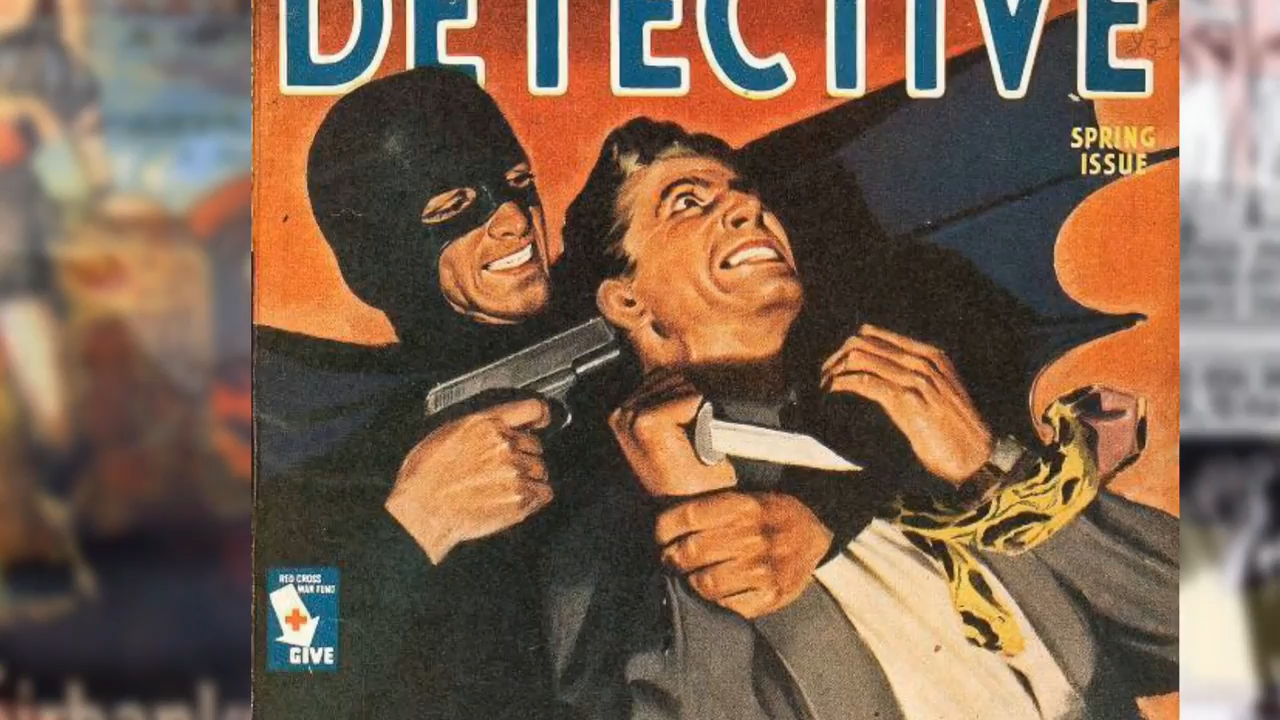 DETECTIVE
SPRING
ISSUE
RED CROSS
WAR FUND
GIVE